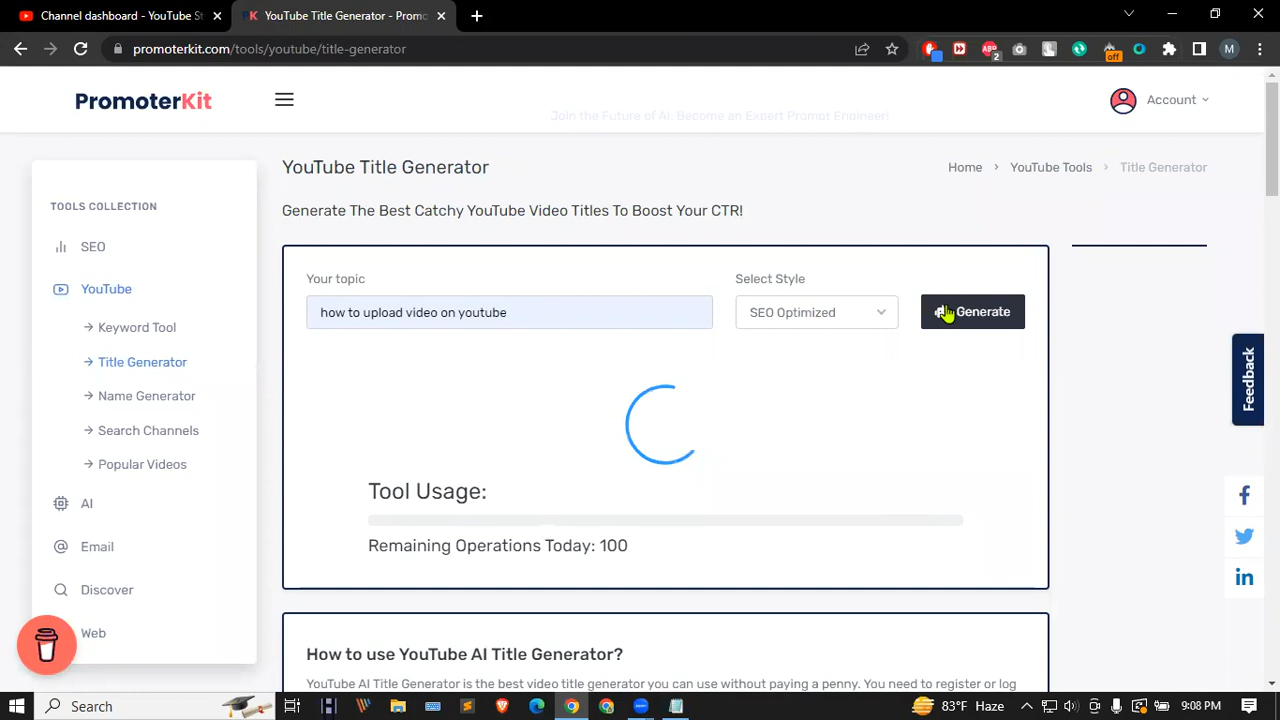 Channel dashboard - YouTube St
YouTube Title Generator - Promo
promoterkit.com/tools/youtube/title-generator
2
off
M
PromoterKit
Join the Future of AI: Become an Expert Prompt Engineer!
Account
YouTube Title Generator
Home > YouTube Tools > Title Generator
Generate The Best Catchy YouTube Video Titles To Boost Your CTR!
TOOLS COLLECTION
SEO
YouTube
Keyword Tool
Title Generator
Name Generator
Search Channels
Popular Videos
AI
Email
Discover
Web
Your topic
Select Style
how to upload video on youtube
SEO Optimized
Generate
Tool Usage:
Remaining Operations Today: 100
Feedback
How to use YouTube AI Title Generator?
YouTube AI Title Generator is the best video title generator you can use without paying a penny. You need to register or log
Search
83°F Haze
9:08 PM